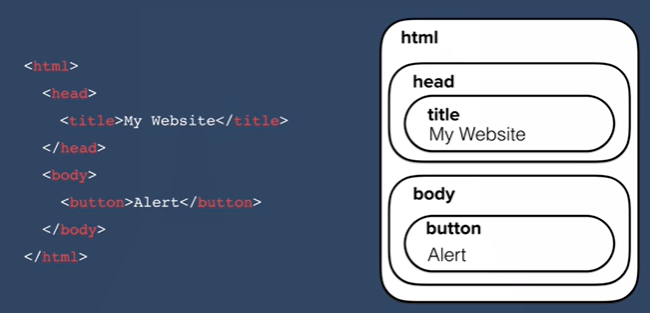 <html>
<head>
<title>My Website</title>
</head>
<body>
<button>Alert</button>
</body>
</html>
html
head
title
My Website
body
button
Alert